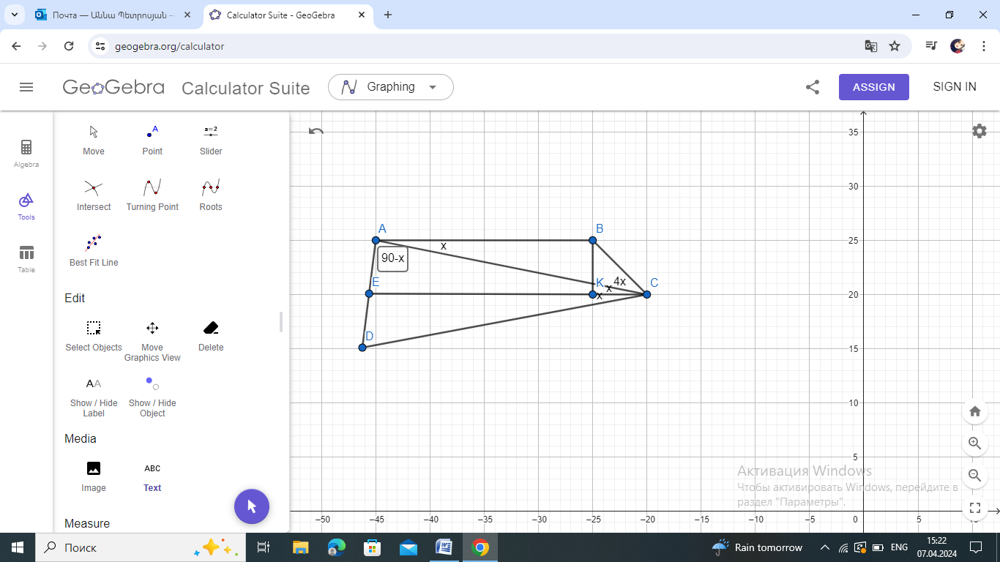 Почта — Աննա Պետրոսյան –
Calculator Suite - GeoGebra
geogebra.org/calculator
GeoGebra
Calculator Suite
Graphing
ASSIGN
SIGN IN
Algebra
Tools
Table
Move
A
Point
a=2
Slider
Intersect
Turning Point
Roots
Best Fit Line
Edit
Select Objects
Move
Graphics View
Delete
AA
Show / Hide
Label
Show / Hide
Object
Media
Image
ABC
Text
Measure
A
B
x
90-x
E
K
4x
C
x
x
D
35
30
25
20
15
10
5
–50
–45
–40
–35
–30
–25
–20
–15
–10
–5
0
5
Активация Windows
Чтобы активировать Windows, перейдите в
раздел "Параметры".
Поиск
Rain tomorrow
ENG
15:22
07.04.2024